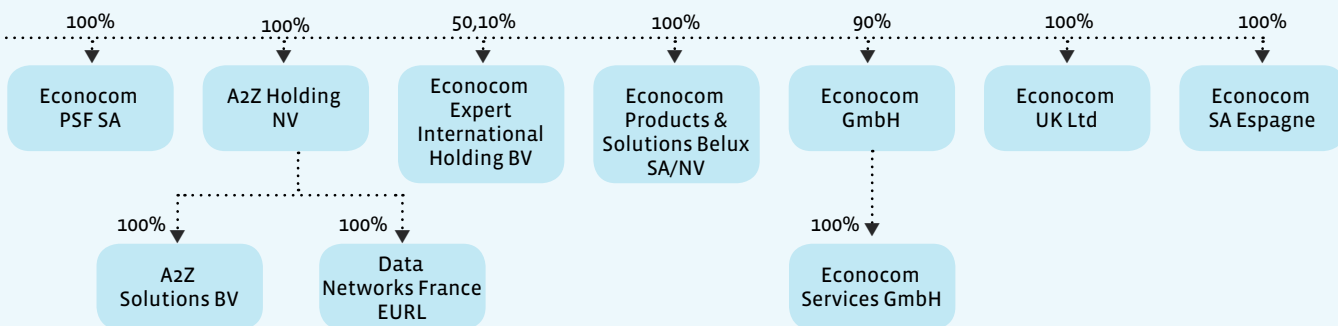 100%
100%
50,10%
100%
90%
100%
100%
Econocom
PSF SA
A2Z Holding
NV
Econocom
Expert
International
Holding BV
Econocom
Products &
Solutions Belux
SA/NV
Econocom
GmbH
Econocom
UK Ltd
Econocom
SA Espagne
100%
100%
100%
A2Z
Solutions BV
Data
Networks France
EURL
Econocom
Services GmbH